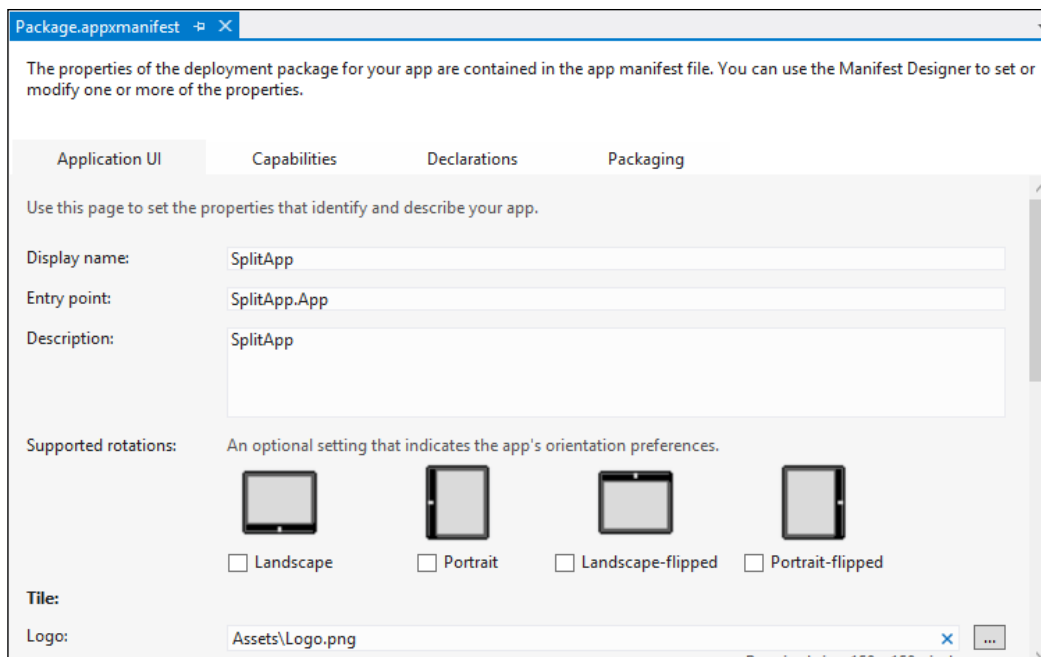 Package.appxmanifest
The properties of the deployment package for your app are contained in the app manifest file. You can use the Manifest Designer to set or
modify one or more of the properties.
Application UI Capabilities Declarations Packaging
Use this page to set the properties that identify and describe your app.
Display name: SplitApp
Entry point: SplitApp.App
Description: SplitApp
Supported rotations: An optional setting that indicates the app's orientation preferences.
Landscape Portrait Landscape-flipped Portrait-flipped
Tile:
Logo: Assets\Logo.png ...